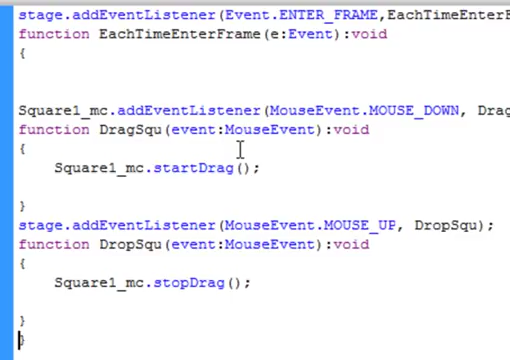 stage.addEventListener(Event.ENTER_FRAME,EachTimeEnterF
function EachTimeEnterFrame(e:Event):void
{
Square1_mc.addEventListener(MouseEvent.MOUSE_DOWN, Drag
function DragSqu(event:MouseEvent):void
{
Square1_mc.startDrag();
}
stage.addEventListener(MouseEvent.MOUSE_UP, DropSqu);
function DropSqu(event:MouseEvent):void
{
Square1_mc.stopDrag();
}
}